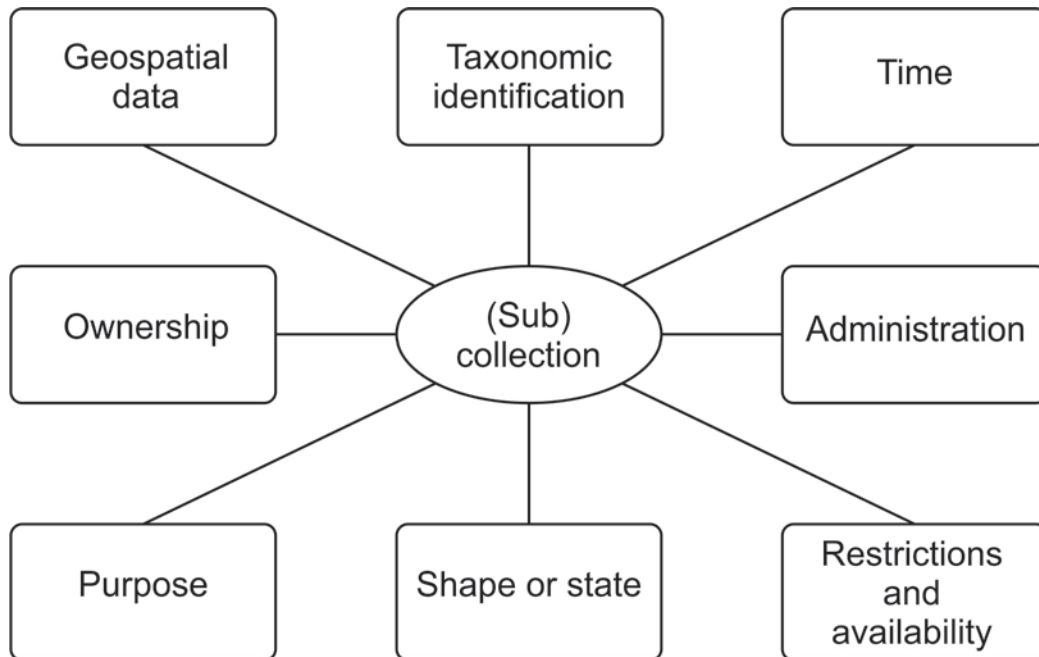 Geospatial
data
Taxonomic
identification
Time
Ownership
(Sub)
collection
Administration
Purpose
Shape or state
Restrictions
and
availability